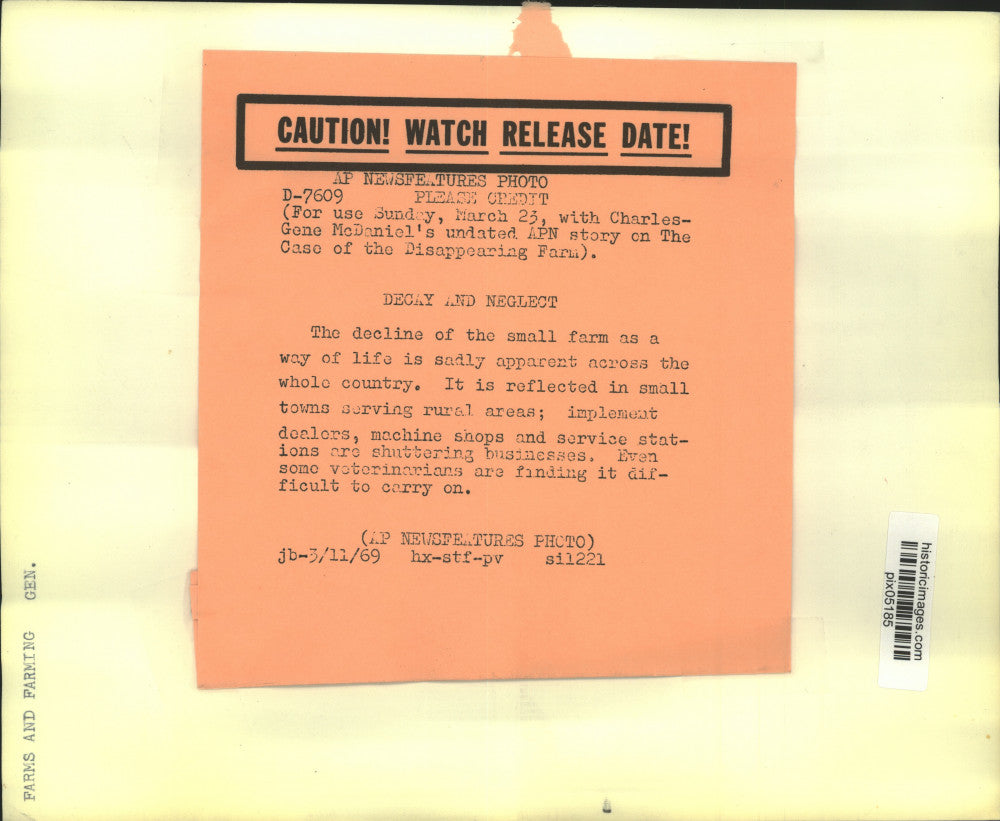 CAUTION! WATCH RELEASE DATE!
AP NEWSFEATURES PHOTO
D-7609 PLEASE CREDIT
(For use Sunday, March 23, with Charles-
Gene McDaniel's undated APN story on The
Case of the Disappearing Farm).
DECAY AND NEGLECT
The decline of the small farm as a
way of life is sadly apparent across the
whole country. It is reflected in small
towns serving rural areas; implement
dealers, machine shops and service stat-
ions are shuttering businesses. Even
some veterinarians are finding it dif-
ficult to carry on.
(AP NEWSFEATURES PHOTO)
jb-3/11/69 hx-stf-pv sil221
historicimages.com
pix05185
FARMS AND FARMING GEN.